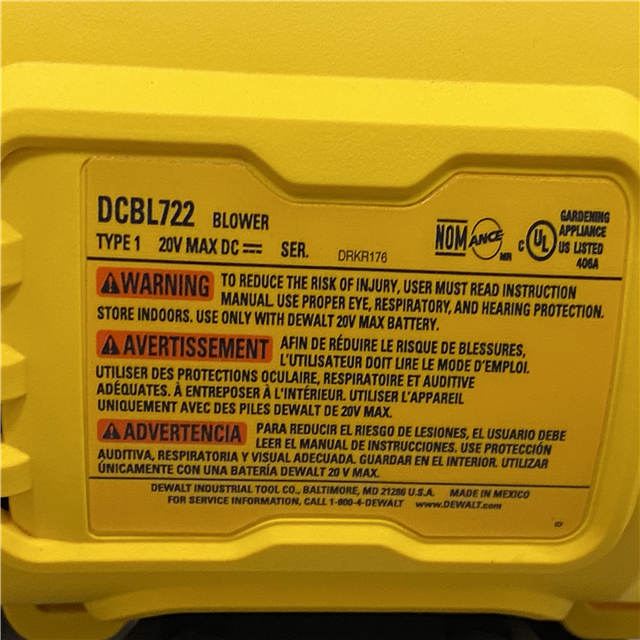 DCBL722 BLOWER
TYPE 1 20V MAX DC SER. DRKR176
NOM ANCE MR
C UL US LISTED
GARDENING
APPLIANCE
406A
WARNING TO REDUCE THE RISK OF INJURY, USER MUST READ INSTRUCTION
MANUAL. USE PROPER EYE, RESPIRATORY, AND HEARING PROTECTION.
STORE INDOORS. USE ONLY WITH DEWALT 20V MAX BATTERY.
AVERTISSEMENT AFIN DE RÉDUIRE LE RISQUE DE BLESSURES,
L'UTILISATEUR DOIT LIRE LE MODE D'EMPLOI.
UTILISER DES PROTECTIONS OCULAIRE, RESPIRATOIRE ET AUDITIVE
ADÉQUATES. À ENTREPOSER À L'INTÉRIEUR. UTILISER L'APPAREIL
UNIQUEMENT AVEC DES PILES DEWALT DE 20V MAX.
ADVERTENCIA PARA REDUCIR EL RIESGO DE LESIONES, EL USUARIO DEBE
LEER EL MANUAL DE INSTRUCCIONES. USE PROTECCIÓN
AUDITIVA, RESPIRATORIA Y VISUAL ADECUADA. GUARDAR EN EL INTERIOR. UTILIZAR
ÚNICAMENTE CON UNA BATERÍA DEWALT 20 V MAX.
DEWALT INDUSTRIAL TOOL CO., BALTIMORE, MD 21286 U.S.A. MADE IN MEXICO
FOR SERVICE INFORMATION, CALL 1-800-4-DEWALT www.DEWALT.com